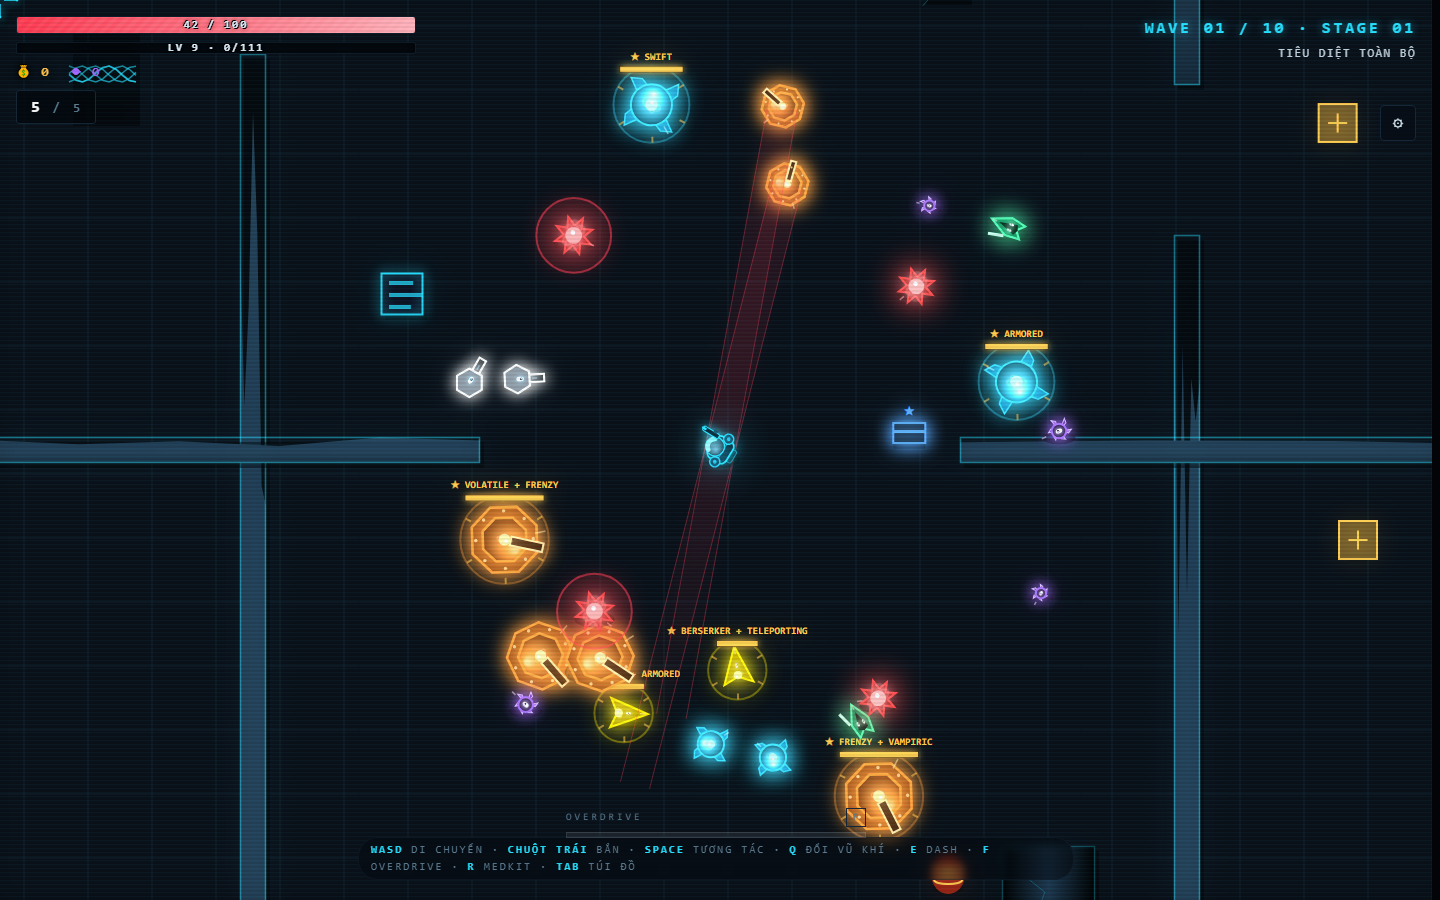 42 / 100
LV 9 · 0/111
0
0
5 / 5
WAVE 01 / 10 · STAGE 01
TIÊU DIỆT TOÀN BỘ
★ SWIFT
★ ARMORED
★ VOLATILE + FRENZY
★ BERSERKER + TELEPORTING
ARMORED
★ FRENZY + VAMPIRIC
OVERDRIVE
WASD DI CHUYỂN · CHUỘT TRÁI BẮN · SPACE TƯƠNG TÁC · Q ĐỔI VŨ KHÍ · E DASH · F
OVERDRIVE · R MEDKIT · TAB TÚI ĐỒ